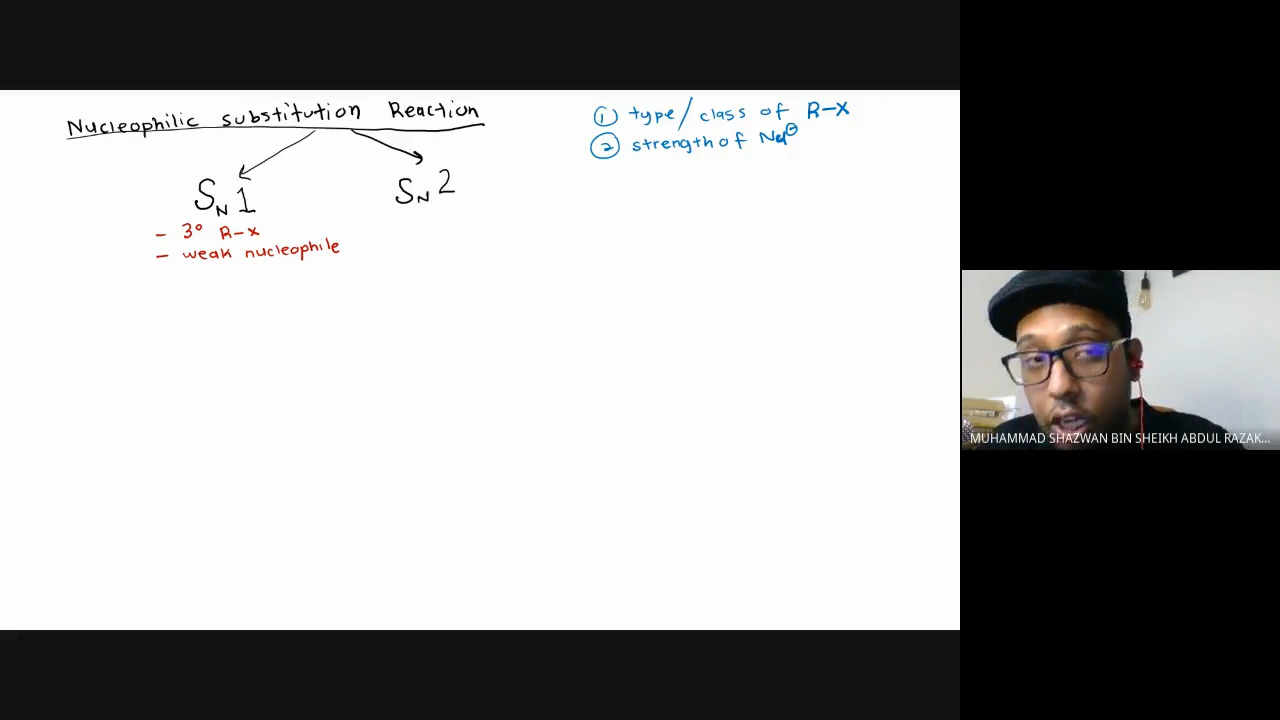 Nucleophilic substitution Reaction
SN1
SN2
- 3° R-X
- weak nucleophile
① type/class of R-X
② strength of Nu⊖
MUHAMMAD SHAZWAN BIN SHEIKH ABDUL RAZAK...